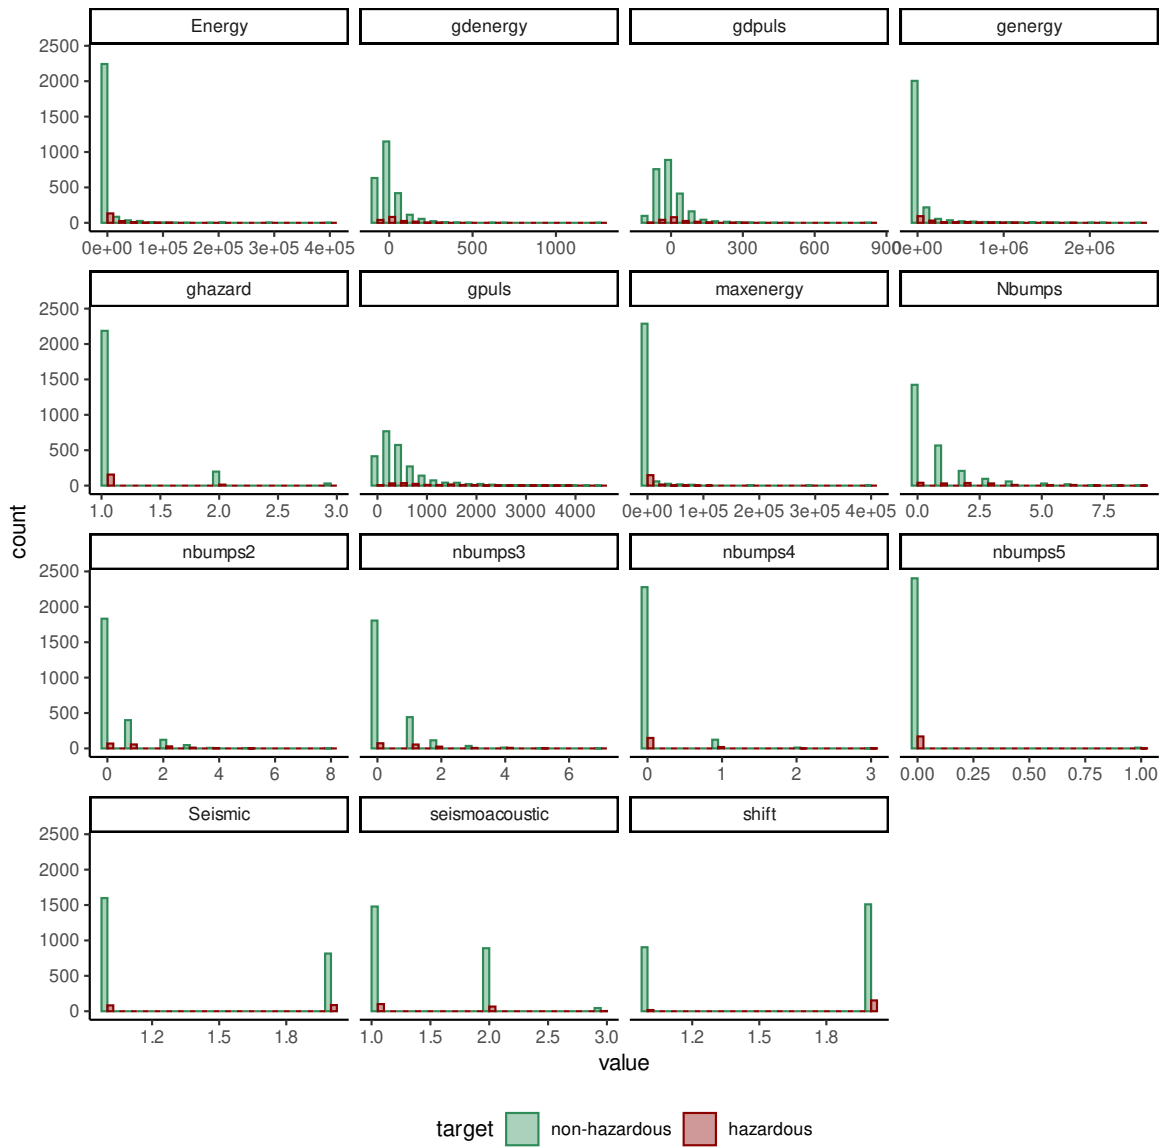 Energy gdenergy gdpuls genergy
2500
2000
1500
1000
500
0
0e+00 1e+05 2e+05 3e+05 4e+05 0 500 1000 0 300 600 900 0e+00 1e+06 2e+06
ghazard gpuls maxenergy Nbumps
2500
2000
1500
1000
500
0
1.0 1.5 2.0 2.5 3.0 0 1000 2000 3000 4000 0e+00 1e+05 2e+05 3e+05 4e+05 0.0 2.5 5.0 7.5
count
nbumps2 nbumps3 nbumps4 nbumps5
2500
2000
1500
1000
500
0
0 2 4 6 8 0 2 4 6 0 1 2 3 0.00 0.25 0.50 0.75 1.00
Seismic seismoacoustic shift
2500
2000
1500
1000
500
0
1.2 1.5 1.8 1.0 1.5 2.0 2.5 3.0 1.2 1.5 1.8
value
target non-hazardous hazardous